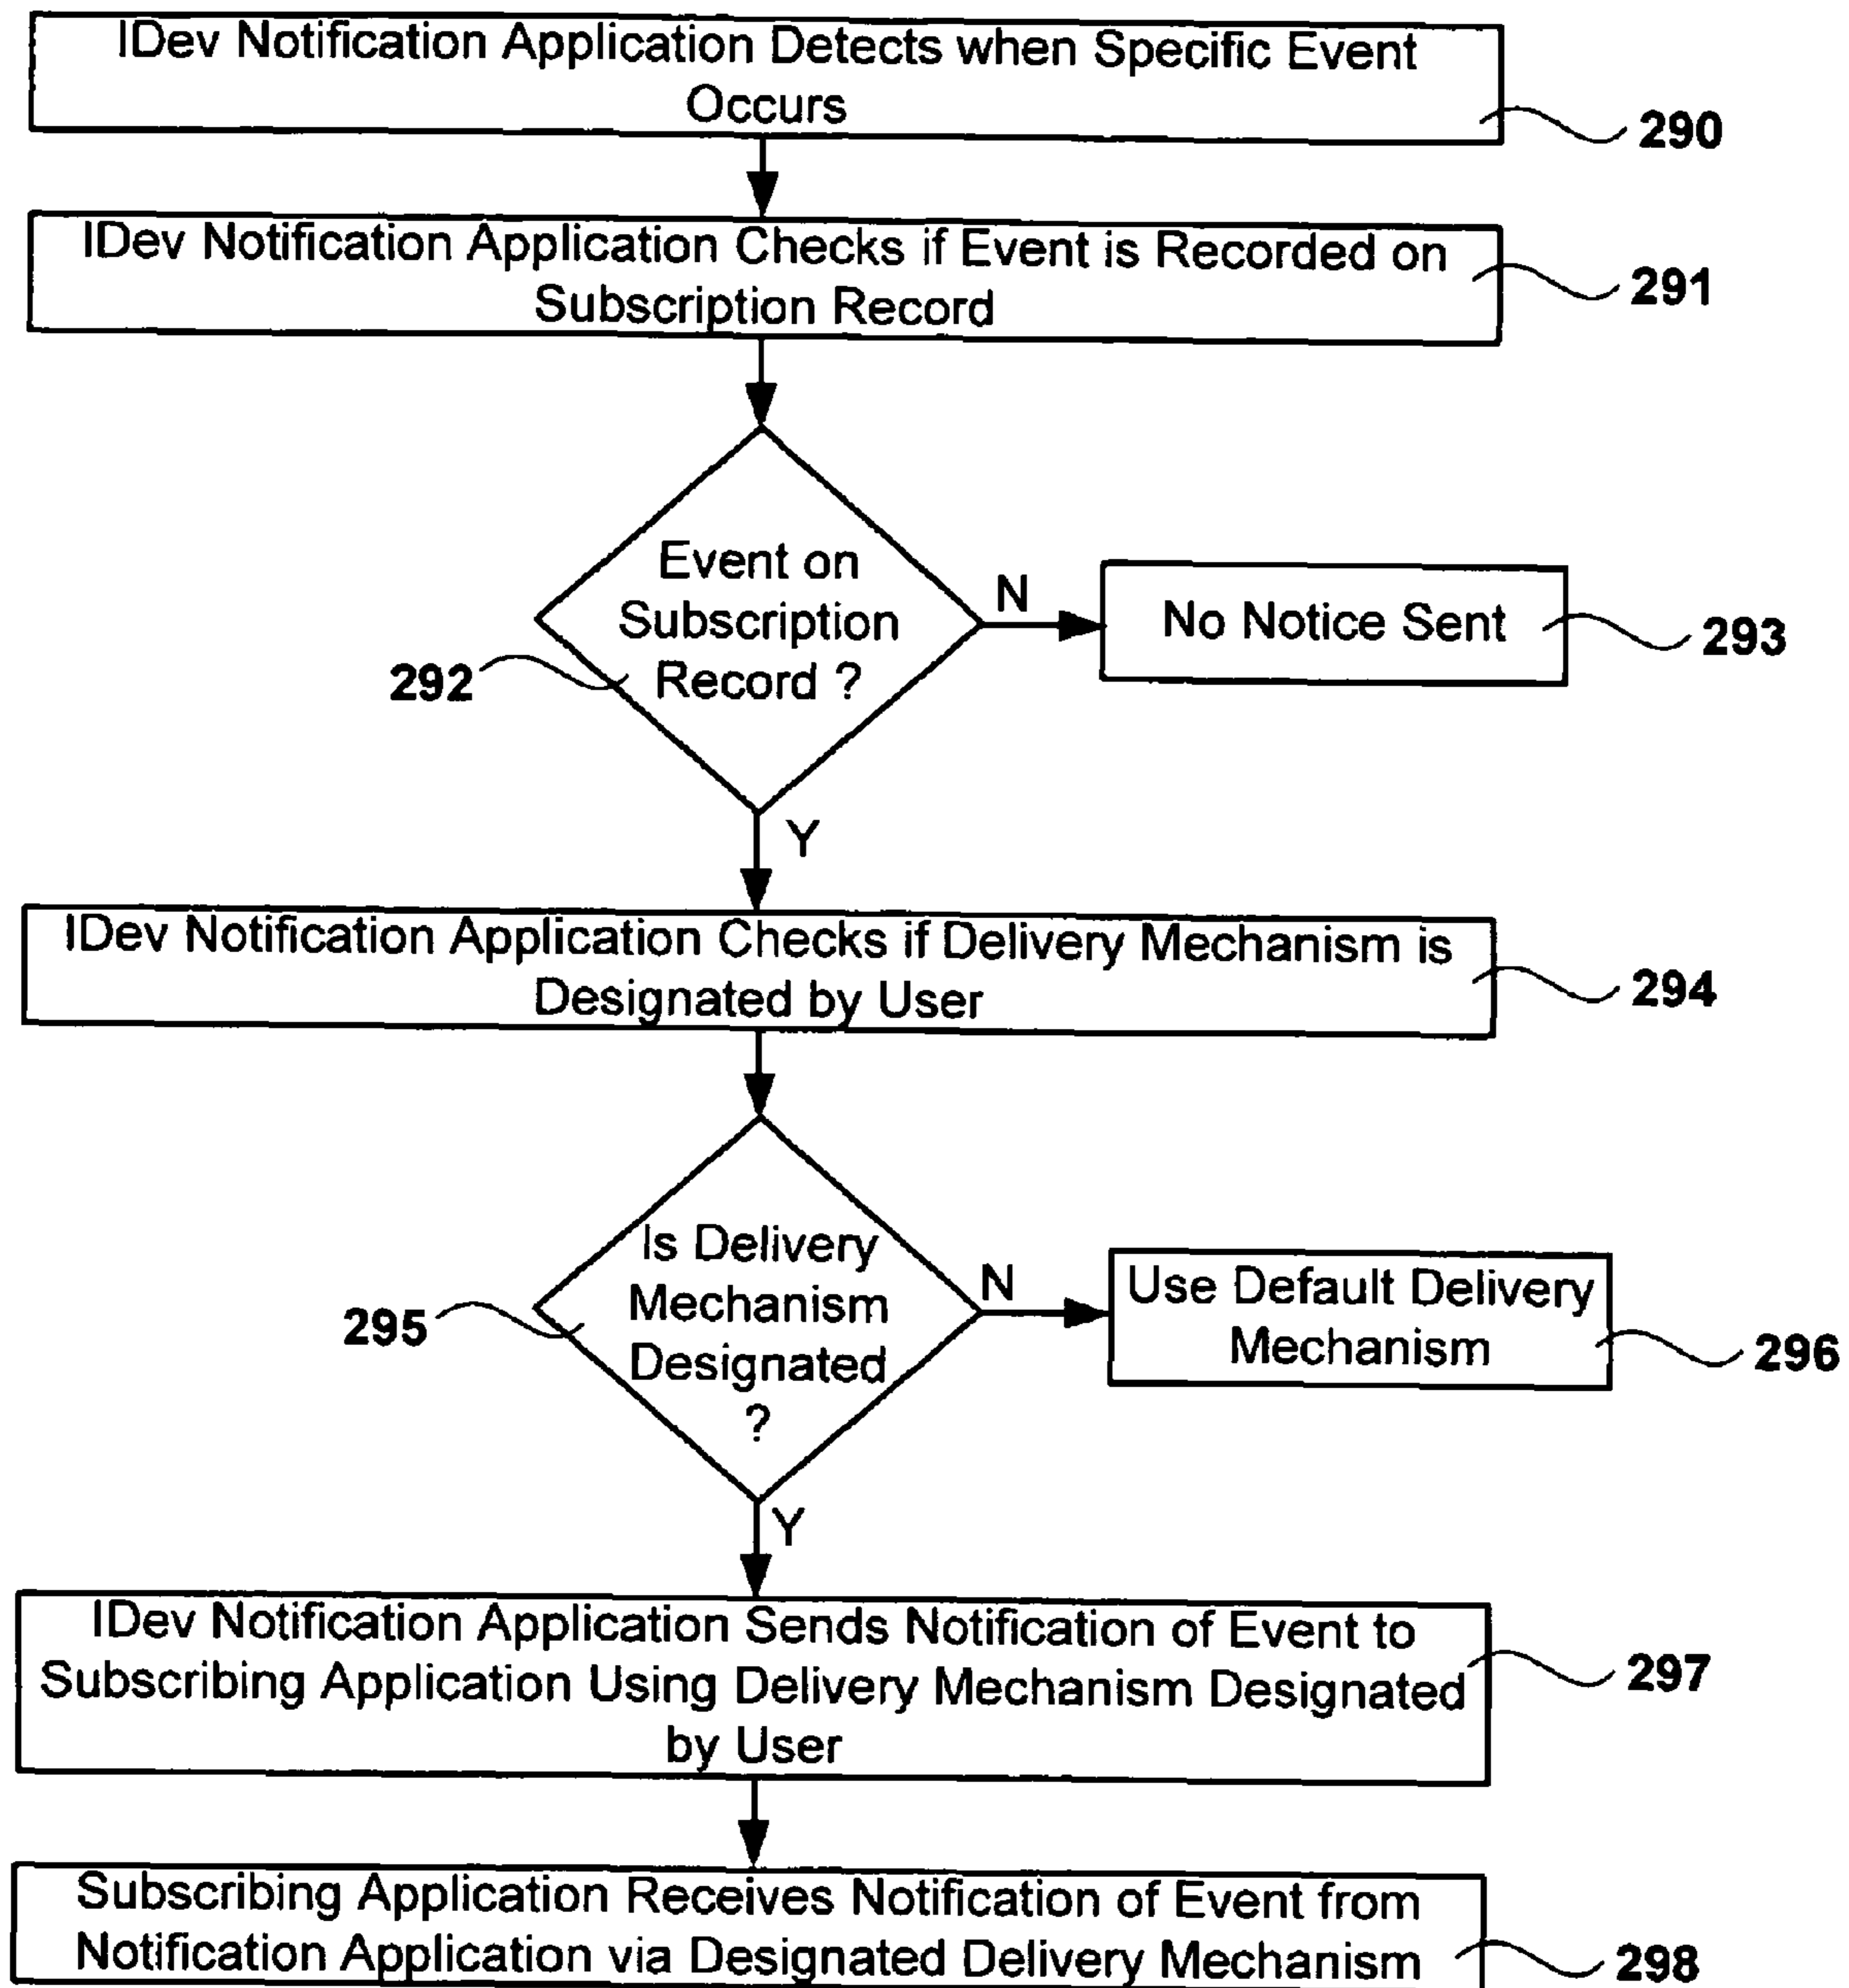 IDev Notification Application Detects when Specific Event
Occurs
290
IDev Notification Application Checks if Event is Recorded on
Subscription Record
291
Event on
Subscription
Record ?
292
N
No Notice Sent
293
Y
IDev Notification Application Checks if Delivery Mechanism is
Designated by User
294
Is Delivery
Mechanism
Designated
?
295
N
Use Default Delivery
Mechanism
296
Y
IDev Notification Application Sends Notification of Event to
Subscribing Application Using Delivery Mechanism Designated
by User
297
Subscribing Application Receives Notification of Event from
Notification Application via Designated Delivery Mechanism
298